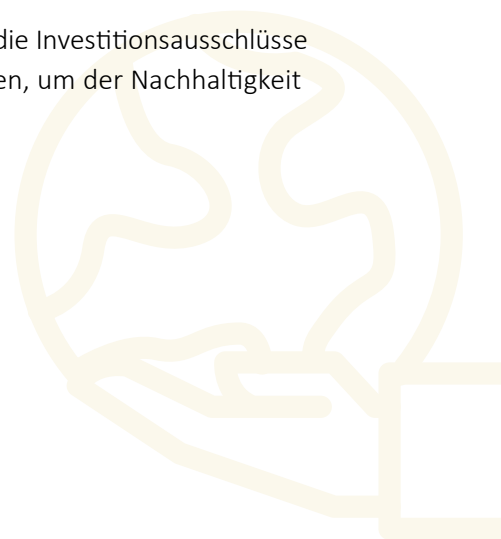 die Investitionsausschlüsse
en, um der Nachhaltigkeit